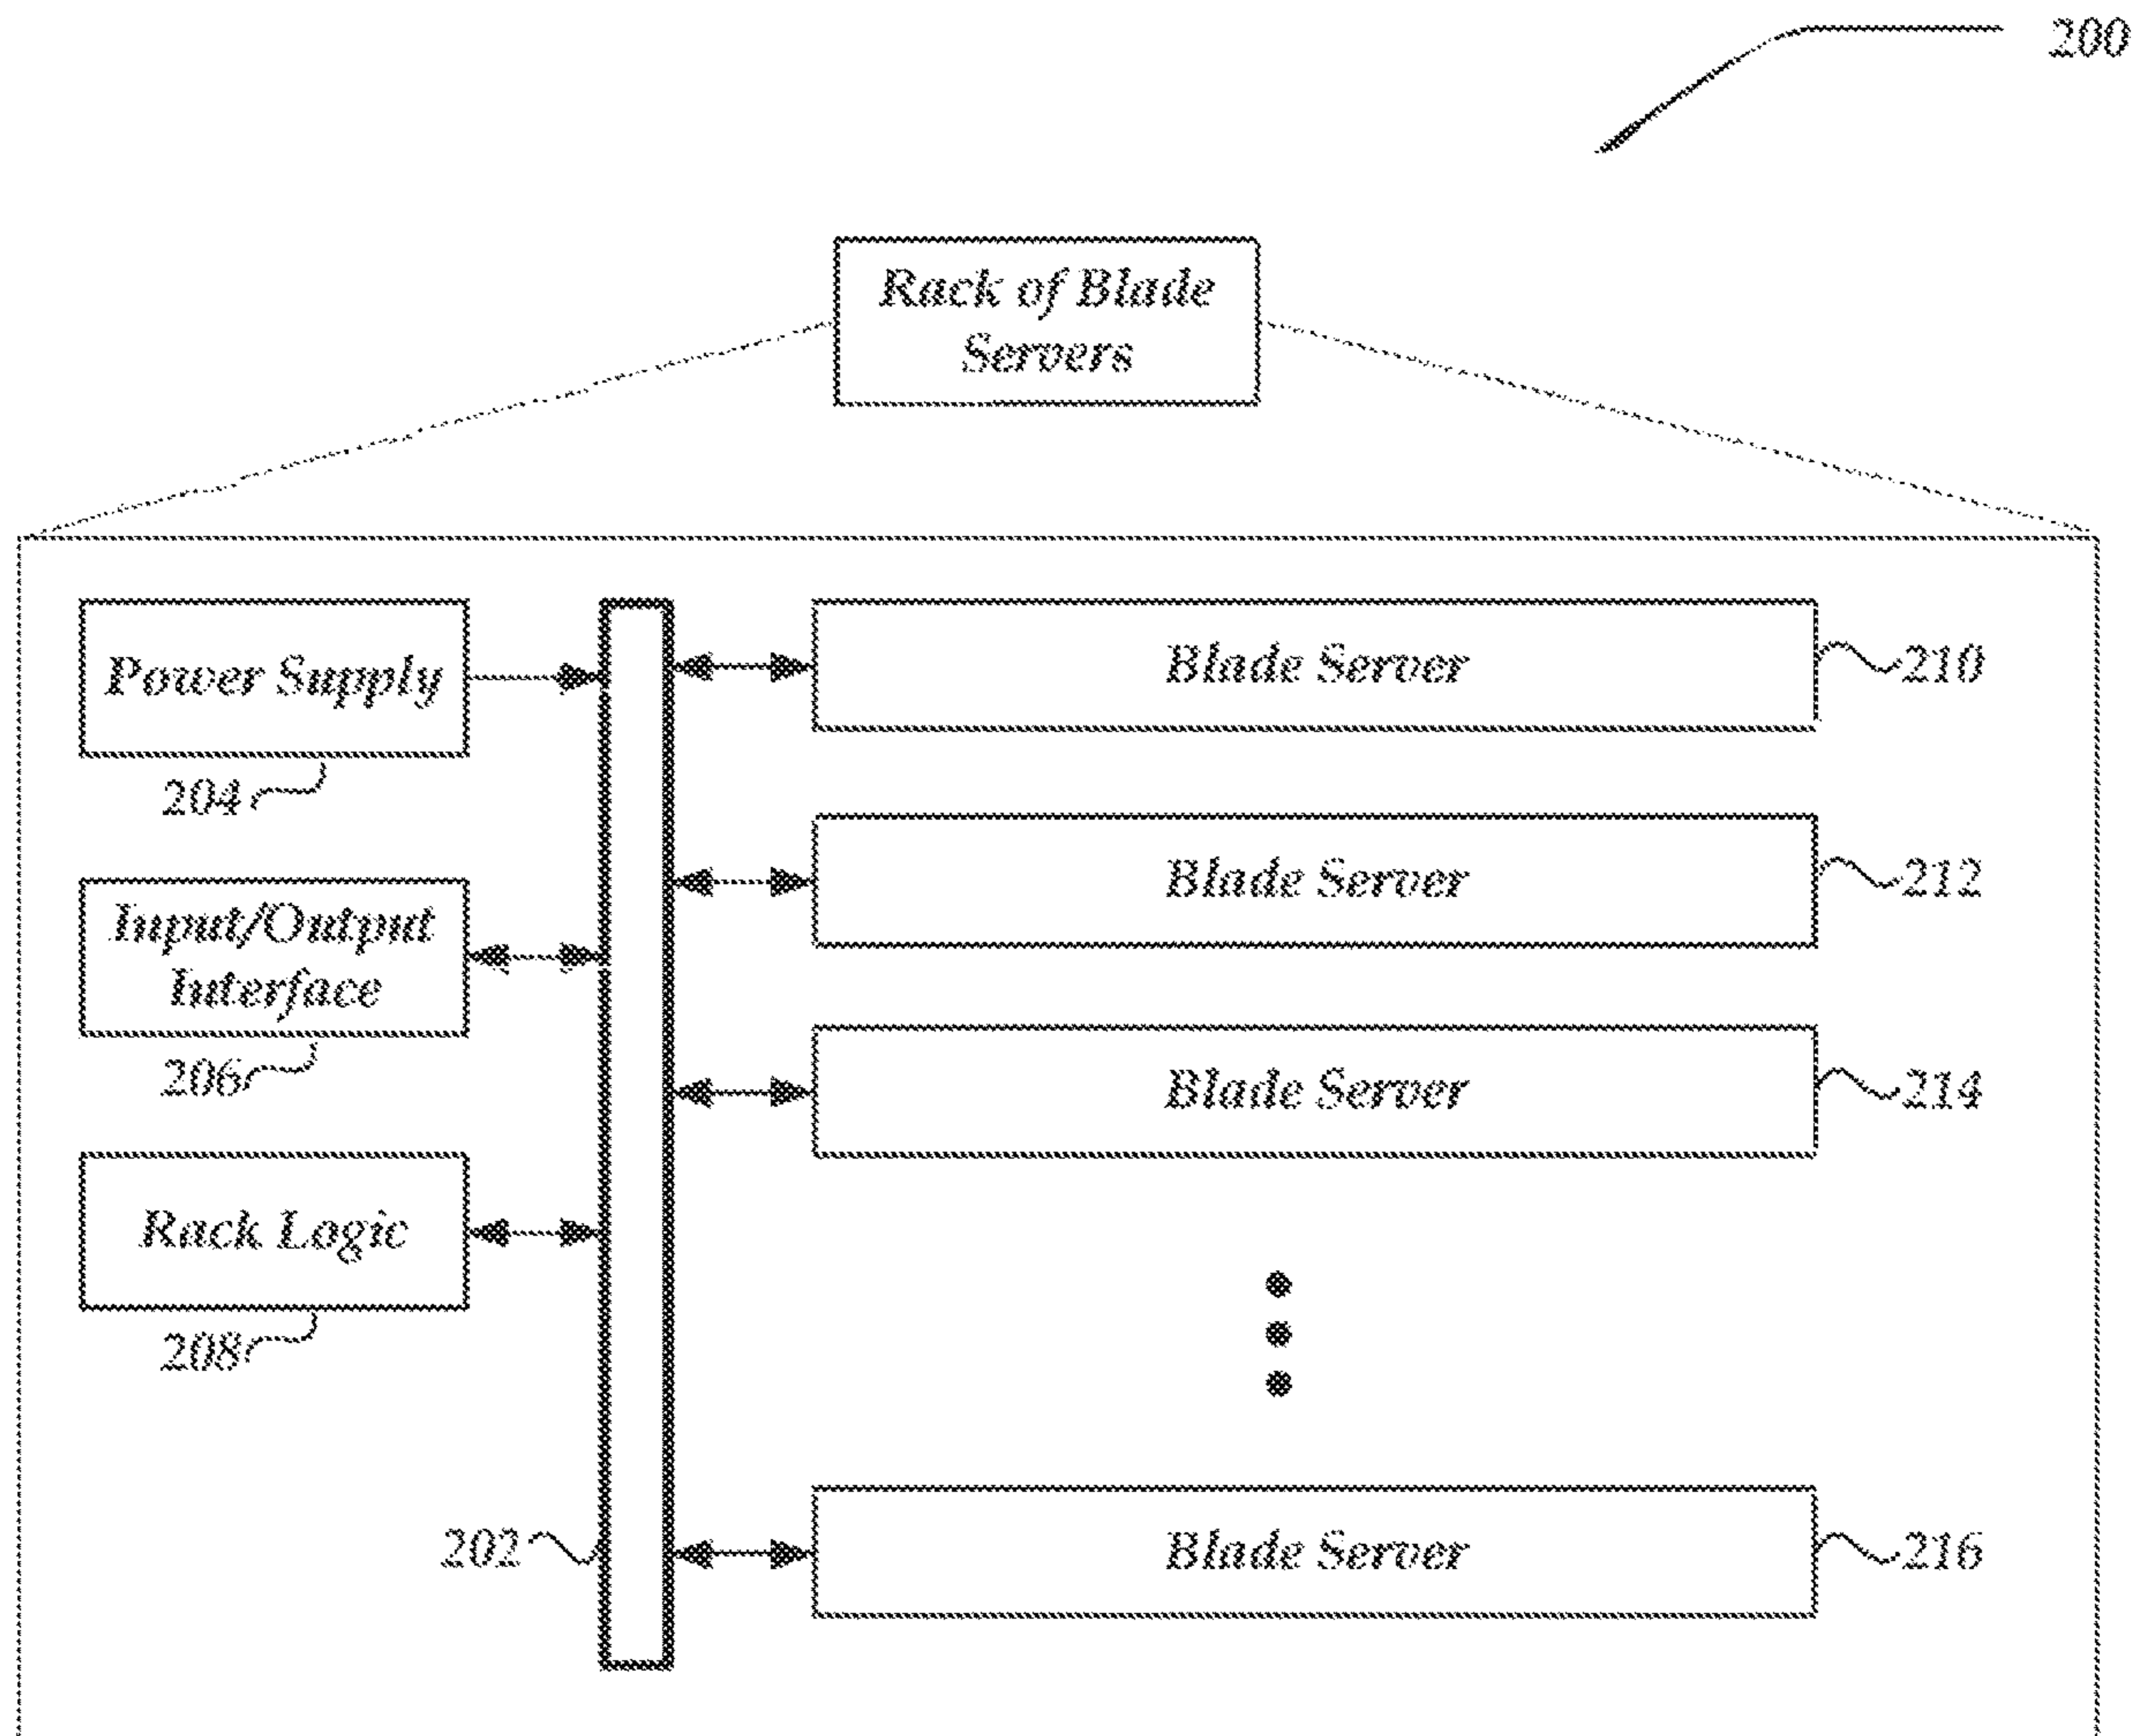 200
Rack of Blade
Servers
Power Supply
204
Input/Output
Interface
206
Rack Logic
208
202
Blade Server
210
Blade Server
212
Blade Server
214
Blade Server
216